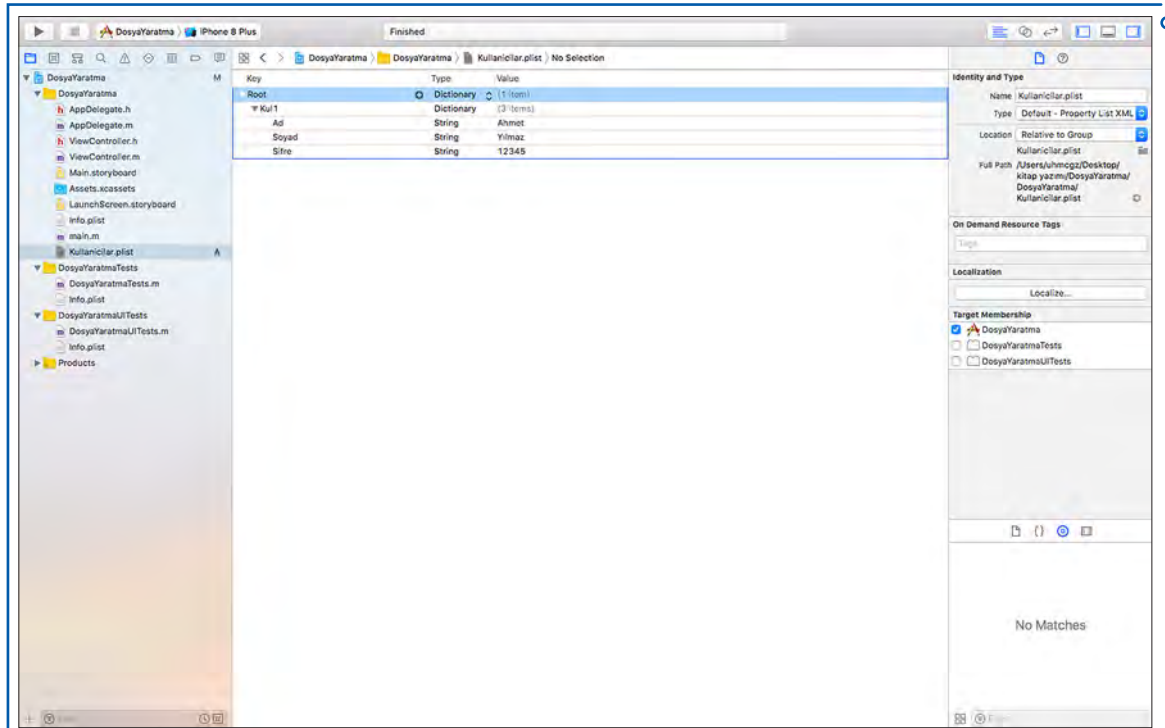 DosyaYaratma iPhone 8 Plus
Finished
DosyaYaratma M
DosyaYaratma
h AppDelegate.h
m AppDelegate.m
h ViewController.h
m ViewController.m
Main.storyboard
Assets.xcassets
LaunchScreen.storyboard
Info.plist
m main.m
Kullanicilar.plist A
DosyaYaratmaTests
m DosyaYaratmaTests.m
Info.plist
DosyaYaratmaUITests
m DosyaYaratmaUITests.m
Info.plist
Products
DosyaYaratma DosyaYaratma Kullanicilar.plist No Selection
Key Type Value
Root Dictionary (1 item)
Kul1 Dictionary (3 items)
Ad String Ahmet
Soyad String Yılmaz
Sifre String 12345
Identity and Type
Name Kullanicilar.plist
Type Default - Property List XML
Location Relative to Group
Kullanicilar.plist
Full Path /Users/uhmcgz/Desktop/
kitap yazımı/DosyaYaratma/
DosyaYaratma/
Kullanicilar.plist
On Demand Resource Tags
Tags
Localization
Localize...
Target Membership
DosyaYaratma
DosyaYaratmaTests
DosyaYaratmaUITests
{}
No Matches